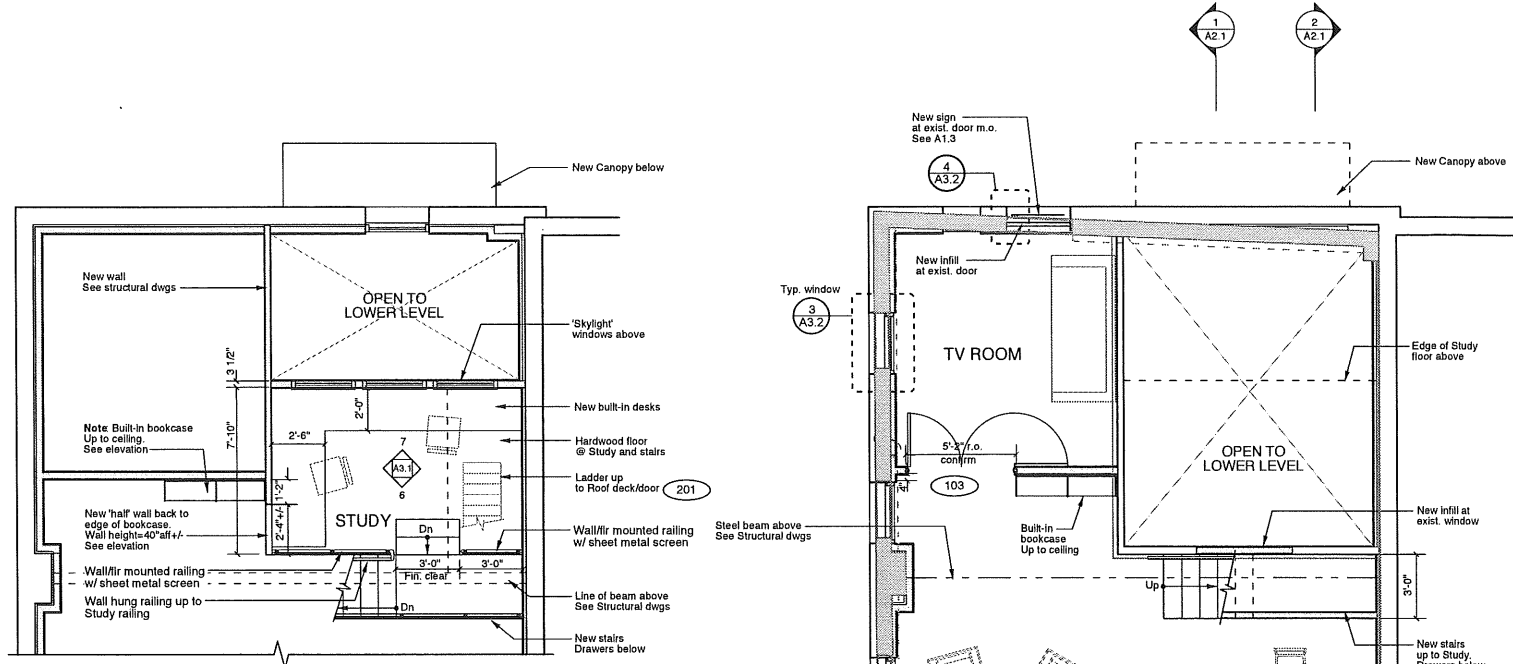 New Canopy below
New wall
See structural dwgs
OPEN TO
LOWER LEVEL
'Skylight'
windows above
3 1/2"
7'-10"
2'-0"
New built-in desks
Note: Built-in bookcase
Up to ceiling.
See elevation
2'-6"
7
A3.1
6
Hardwood floor
@ Study and stairs
Ladder up
to Roof deck/door
201
1'-2"
2'-4"+/-
New 'half' wall back to
edge of bookcase.
Wall height=40"aff+/-
See elevation
STUDY
Dn
Wall/flr mounted railing
w/ sheet metal screen
Wall/flr mounted railing
w/ sheet metal screen
3'-0"
Fin. clear
3'-0"
Wall hung railing up to
Study railing
Dn
Line of beam above
See Structural dwgs
New stairs
Drawers below
1
A2.1
2
A2.1
New sign
at exist. door m.o.
See A1.3
4
A3.2
New Canopy above
New infill
at exist. door
Typ. window
3
A3.2
TV ROOM
Edge of Study
floor above
5'-2" r.o.
confirm
103
2"
OPEN TO
LOWER LEVEL
Steel beam above
See Structural dwgs
Built-in
bookcase
Up to ceiling
New infill at
exist. window
Up
3'-0"
New stairs
up to Study.
Drawers below